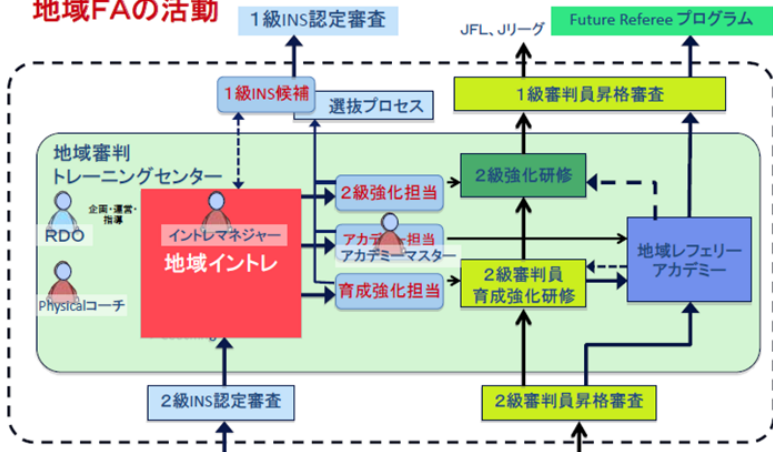 地域FAの活動
1級INS認定審査
JFL、Jリーグ
Future Referee プログラム
1級INS候補
選抜プロセス
1級審判員昇格審査
地域審判
トレーニングセンター
2級強化担当
2級強化研修
企画・運営・
指導
RDO
イントレマネジャー
地域イントレ
アカデミー担当
アカデミーマスター
地域レフェリー
アカデミー
Physicalコーチ
育成強化担当
2級審判員
育成強化研修
2級INS認定審査
2級審判員昇格審査